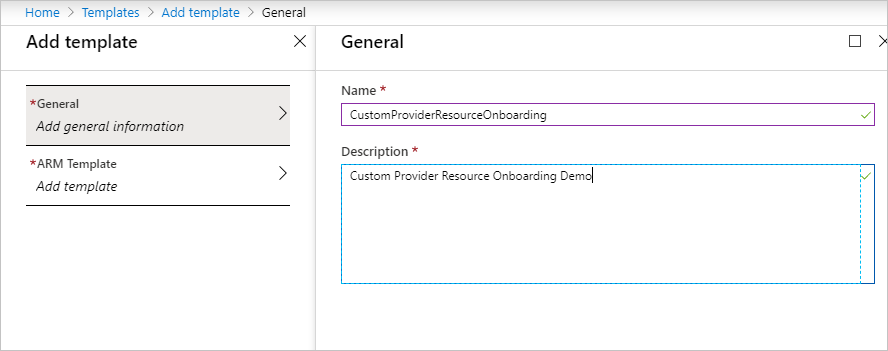 Home > Templates > Add template > General
Add template
*General
Add general information
*ARM Template
Add template
General
Name *
CustomProviderResourceOnboarding
Description *
Custom Provider Resource Onboarding Demo